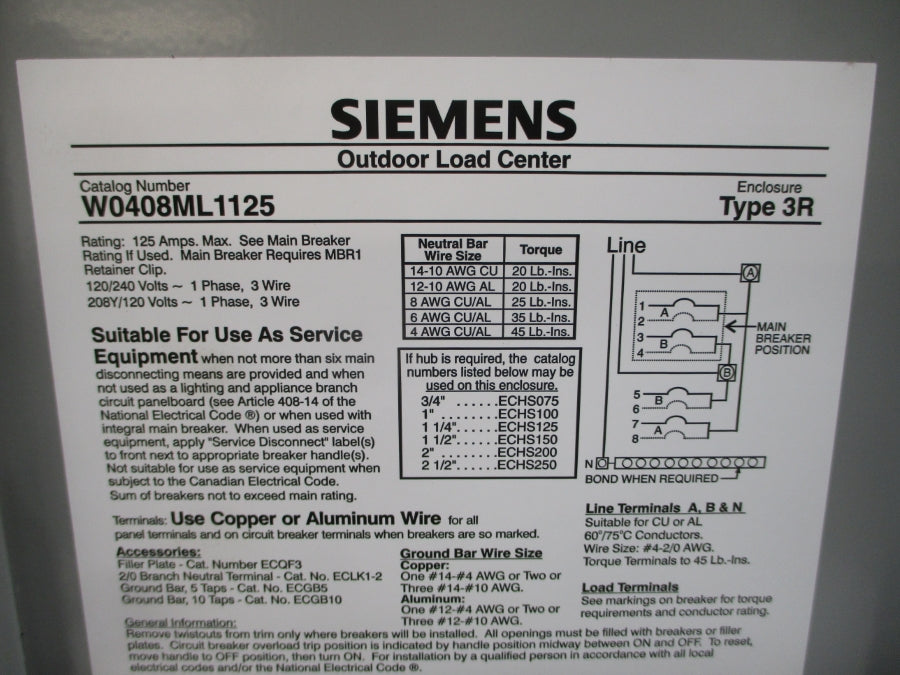 SIEMENS
Outdoor Load Center
Catalog Number
W0408ML1125
Enclosure
Type 3R
Rating: 125 Amps. Max. See Main Breaker
Rating If Used. Main Breaker Requires MBR1
Retainer Clip.
120/240 Volts ~ 1 Phase, 3 Wire
208Y/120 Volts ~ 1 Phase, 3 Wire
Suitable For Use As Service
Equipment when not more than six main
disconnecting means are provided and when
not used as a lighting and appliance branch
circuit panelboard (see Article 408-14 of the
National Electrical Code ®) or when used with
integral main breaker. When used as service
equipment, apply "Service Disconnect" label(s)
to front next to appropriate breaker handle(s).
Not suitable for use as service equipment when
subject to the Canadian Electrical Code.
Sum of breakers not to exceed main rating.
Neutral Bar Wire Size Torque
14-10 AWG CU 20 Lb.-Ins.
12-10 AWG AL 20 Lb.-Ins.
8 AWG CU/AL 25 Lb.-Ins.
6 AWG CU/AL 35 Lb.-Ins.
4 AWG CU/AL 45 Lb.-Ins.
If hub is required, the catalog
numbers listed below may be
used on this enclosure.
3/4" ......ECHS075
1" ......ECHS100
1 1/4"......ECHS125
1 1/2"......ECHS150
2" ......ECHS200
2 1/2"......ECHS250
Line
A
1
A
2
3
B
4
MAIN
BREAKER
POSITION
B
5
B
6
7
A
8
N
BOND WHEN REQUIRED
Terminals: Use Copper or Aluminum Wire for all
panel terminals and on circuit breaker terminals when breakers are so marked.
Accessories:
Filler Plate - Cat. Number ECQF3
2/0 Branch Neutral Terminal - Cat. No. ECLK1-2
Ground Bar, 5 Taps - Cat. No. ECGB5
Ground Bar, 10 Taps - Cat. No. ECGB10
Ground Bar Wire Size
Copper:
One #14-#4 AWG or Two or
Three #14-#10 AWG.
Aluminum:
One #12-#4 AWG or Two or
Three #12-#10 AWG.
Line Terminals A, B & N
Suitable for CU or AL
60°/75°C Conductors.
Wire Size: #4-2/0 AWG.
Torque Terminals to 45 Lb.-Ins.
Load Terminals
See markings on breaker for torque
requirements and conductor rating.
General Information:
Remove twistouts from trim only where breakers will be installed. All openings must be filled with breakers or filler
plates. Circuit breaker overload trip position is indicated by handle position midway between ON and OFF. To reset,
move handle to OFF position, then turn ON. For installation by a qualified person in accordance with all local
electrical codes and/or the National Electrical Code ®.